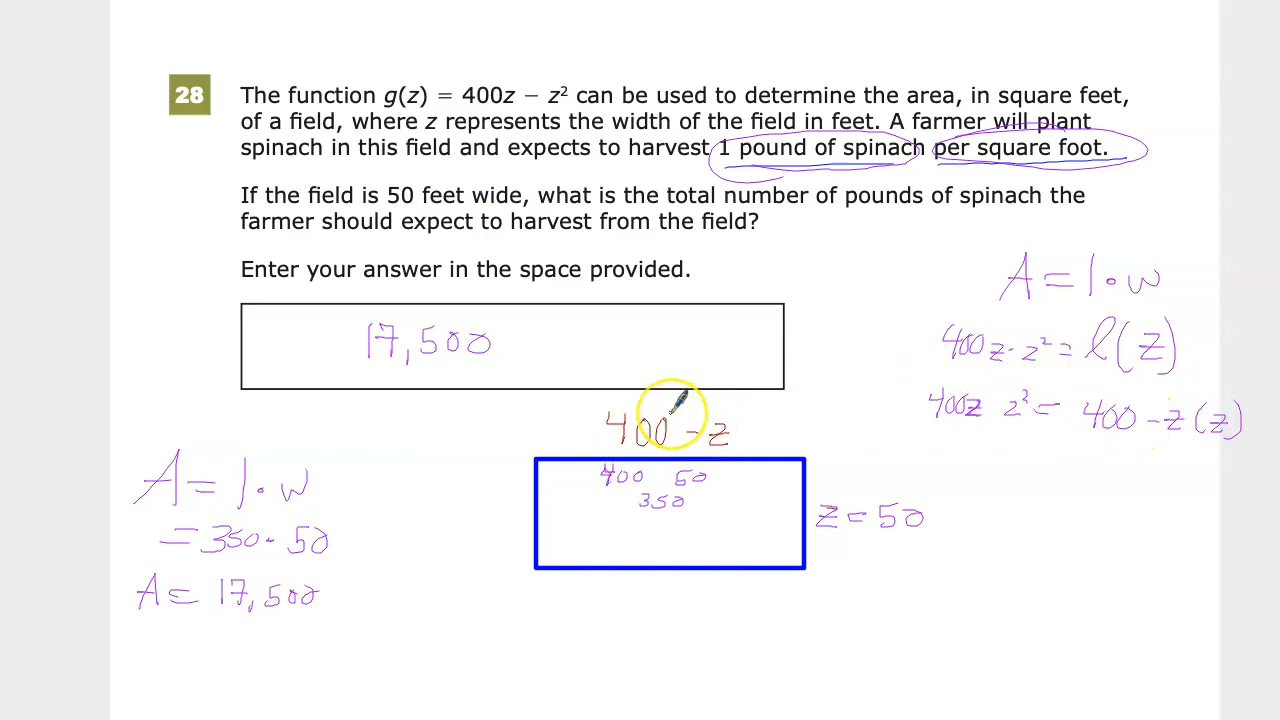 28
The function g(z) = 400z − z² can be used to determine the area, in square feet,
of a field, where z represents the width of the field in feet. A farmer will plant
spinach in this field and expects to harvest 1 pound of spinach per square foot.
If the field is 50 feet wide, what is the total number of pounds of spinach the
farmer should expect to harvest from the field?
Enter your answer in the space provided.
17,500
A = l · w
400z - z² = l(z)
400z z² = 400 - z (z)
400 - z
400 50
350
z = 50
A = l · w
= 350 · 50
A = 17,500